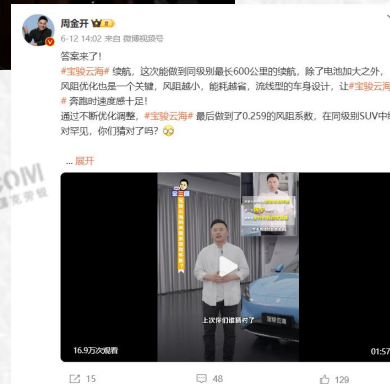 周金开
6-12 14:02 来自 微博视频号
答案来了!
#宝骏云海# 续航,这次能做到同级别最长600公里的续航,除了电池加大之外,
风阻优化也是一个关键,风阻越小,能耗越省,流线型的车身设计,让#宝骏云海
# 奔跑时速度感十足!
通过不断优化调整,#宝骏云海# 最后做到了0.259的风阻系数,在同级别SUV中绝
对罕见,你们猜对了吗?
... 展开
上次你们谁猜对了
宝骏云海
16.9万次观看
01:57
15
48
129